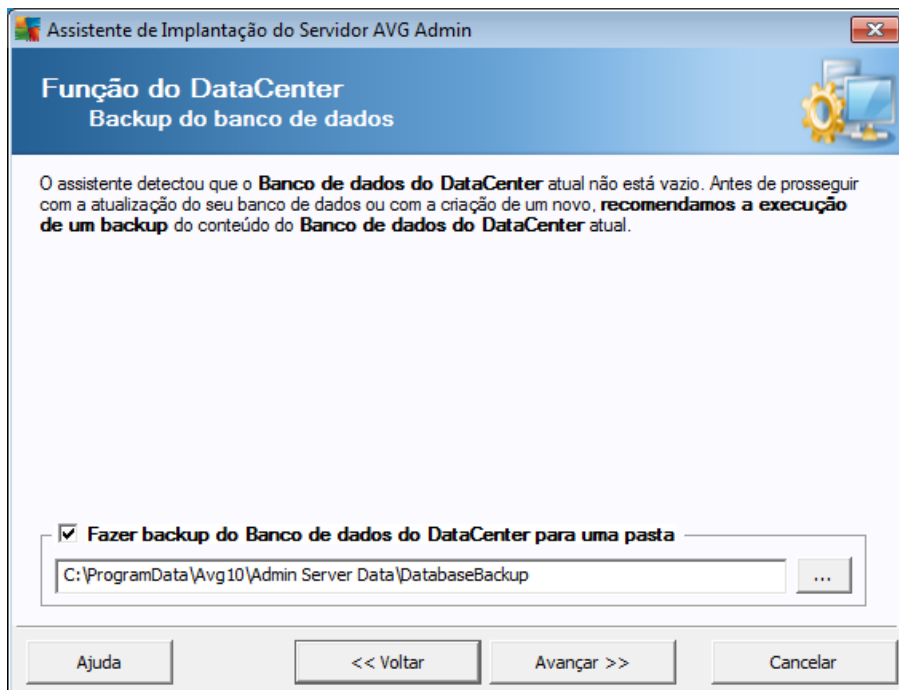 Assistente de Implantação do Servidor AVG Admin
Função do DataCenter
Backup do banco de dados
O assistente detectou que o Banco de dados do DataCenter atual não está vazio. Antes de prosseguir
com a atualização do seu banco de dados ou com a criação de um novo, recomendamos a execução
de um backup do conteúdo do Banco de dados do DataCenter atual.
Fazer backup do Banco de dados do DataCenter para uma pasta
C:\ProgramData\Avg10\Admin Server Data\DatabaseBackup
...
Ajuda
<< Voltar
Avançar >>
Cancelar